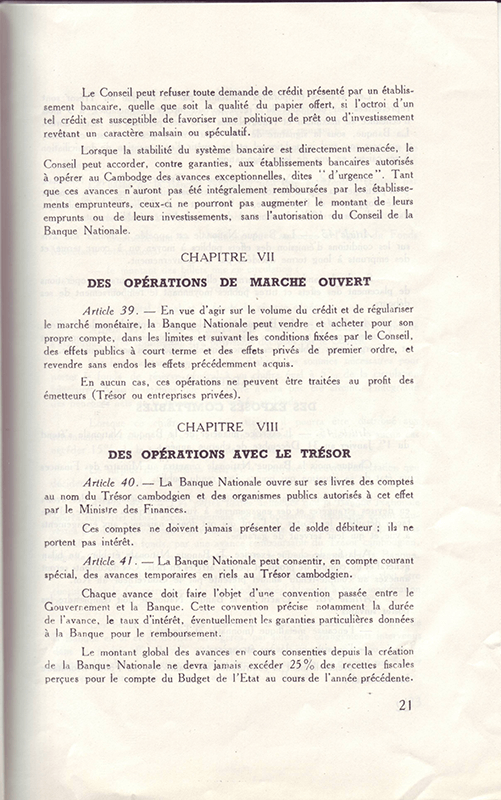 Le Conseil peut refuser toute demande de crédit présenté par un établis-
sement bancaire, quelle que soit la qualité du papier offert, si l'octroi d'un
tel crédit est susceptible de favoriser une politique de prêt ou d'investissement
revêtant un caractère malsain ou spéculatif.
Lorsque la stabilité du système bancaire est directement menacée, le
Conseil peut accorder, contre garanties, aux établissements bancaires autorisés
à opérer au Cambodge des avances exceptionnelles, dites "d'urgence". Tant
que ces avances n'auront pas été intégralement remboursées par les établisse-
ments emprunteurs, ceux-ci ne pourront pas augmenter le montant de leurs
emprunts ou de leurs investissements, sans l'autorisation du Conseil de la
Banque Nationale.
CHAPITRE VII
DES OPÉRATIONS DE MARCHE OUVERT
Article 39. — En vue d'agir sur le volume du crédit et de régulariser
le marché monétaire, la Banque Nationale peut vendre et acheter pour son
propre compte, dans les limites et suivant les conditions fixées par le Conseil,
des effets publics à court terme et des effets privés de premier ordre, et
revendre sans endos les effets précédemment acquis.
En aucun cas, ces opérations ne peuvent être traitées au profit des
émetteurs (Trésor ou entreprises privées).
CHAPITRE VIII
DES OPÉRATIONS AVEC LE TRÉSOR
Article 40. — La Banque Nationale ouvre sur ses livres des comptes
au nom du Trésor cambodgien et des organismes publics autorisés à cet effet
par le Ministre des Finances.
Ces comptes ne doivent jamais présenter de solde débiteur ; ils ne
portent pas intérêt.
Article 41. — La Banque Nationale peut consentir, en compte courant
spécial, des avances temporaires en riels au Trésor cambodgien.
Chaque avance doit faire l'objet d'une convention passée entre le
Gouvernement et la Banque. Cette convention précise notamment la durée
de l'avance, le taux d'intérêt, éventuellement les garanties particulières données
à la Banque pour le remboursement.
Le montant global des avances en cours consenties depuis la création
de la Banque Nationale ne devra jamais excéder 25% des recettes fiscales
perçues pour le compte du Budget de l'Etat au cours de l'année précédente.
21